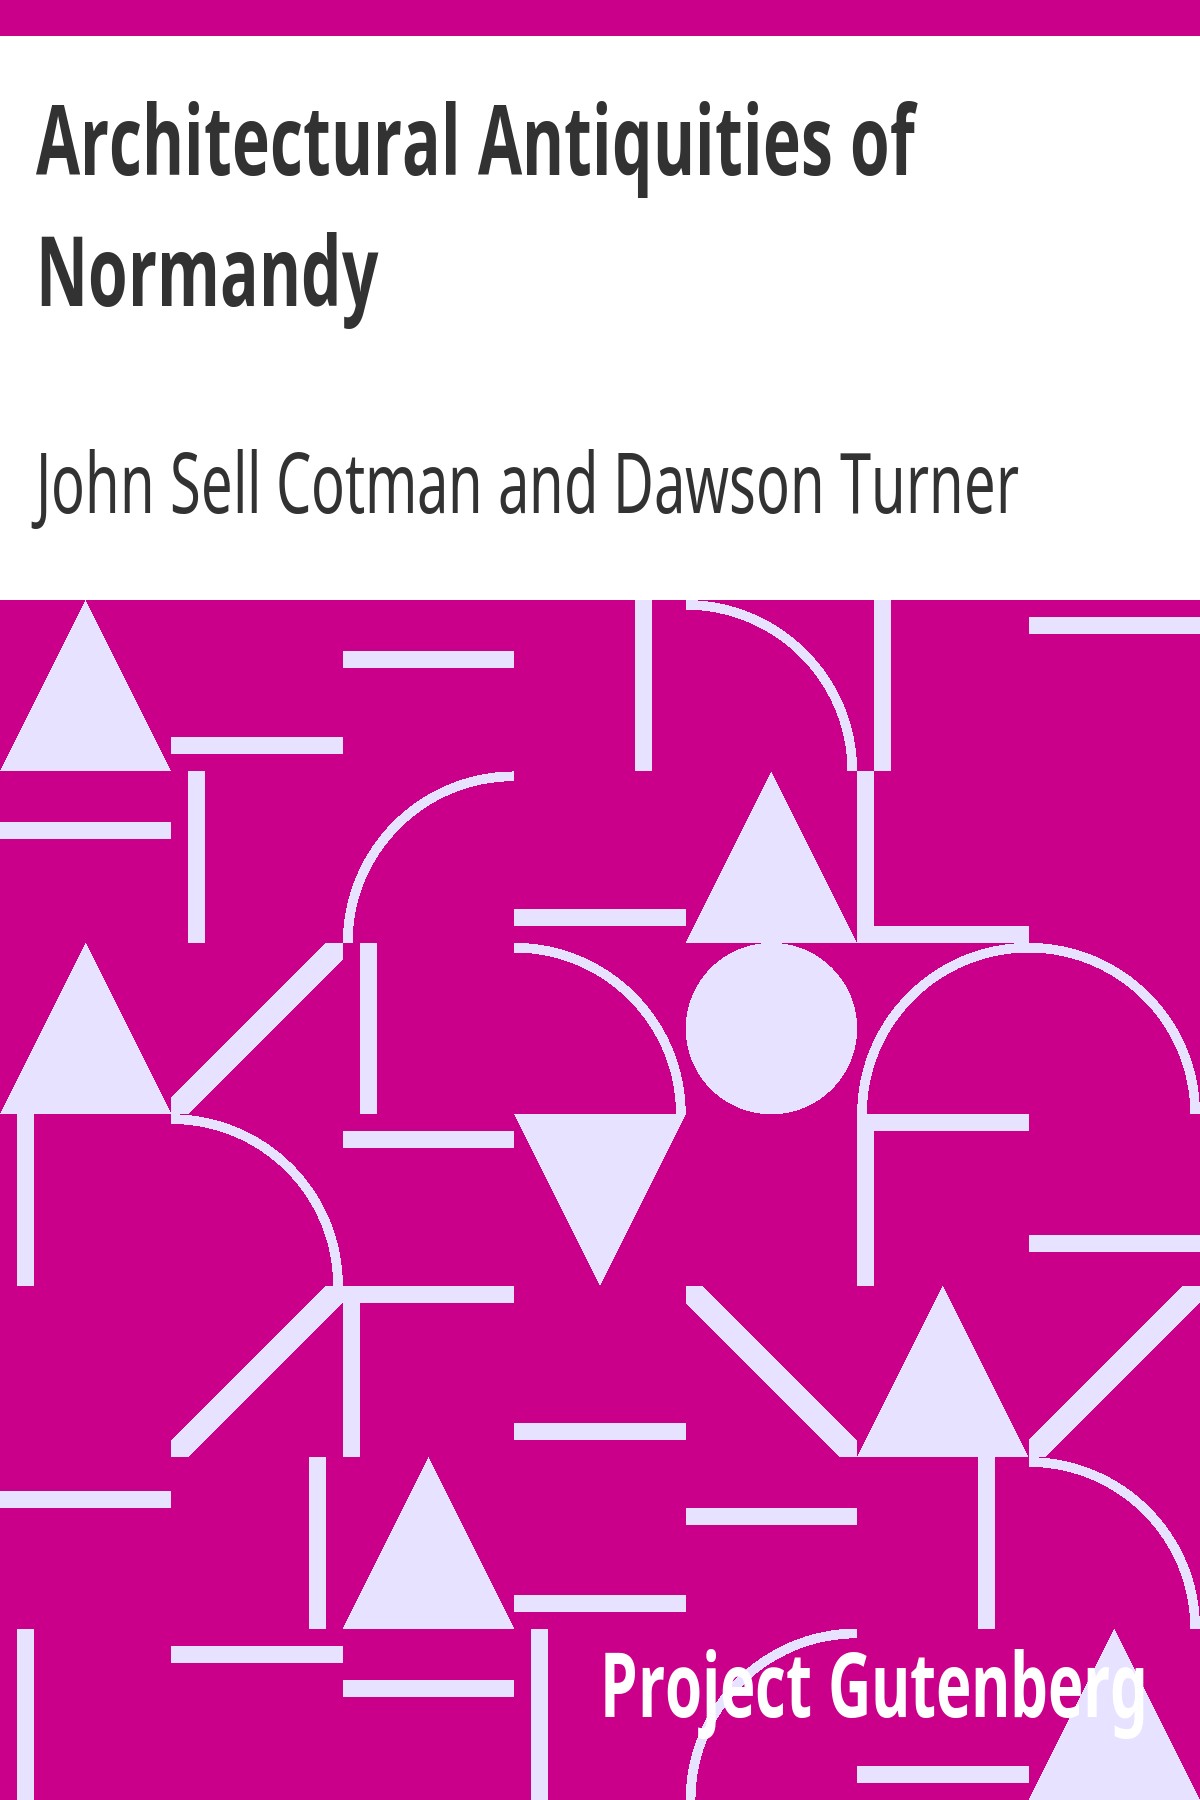 Architectural Antiquities of
Normandy
John Sell Cotman and Dawson Turner
Project Gutenberg